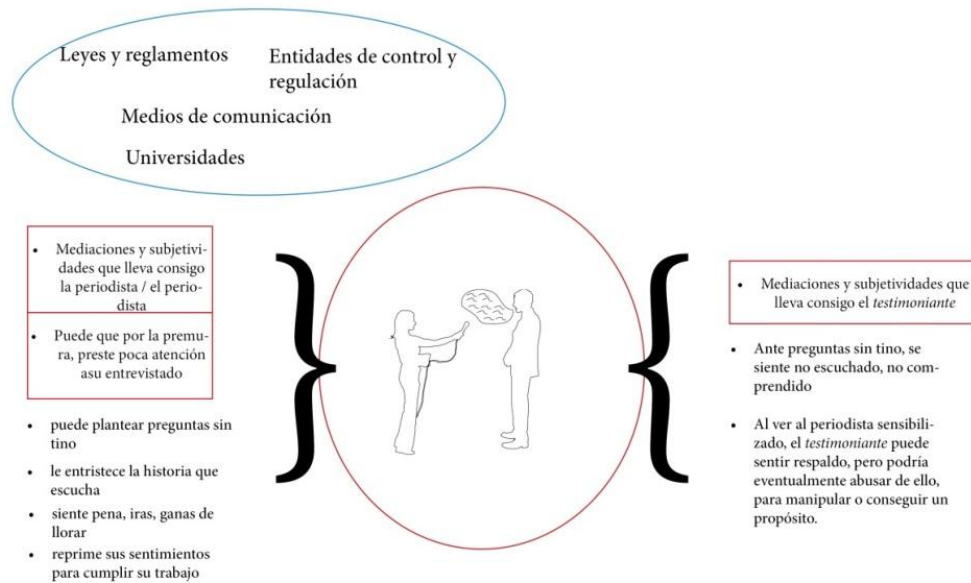 Leyes y reglamentos
Entidades de control y
regulación
Medios de comunicación
Universidades
• Mediaciones y subjetivi-
dades que lleva consigo
la periodista / el perio-
dista
• Puede que por la premu-
ra, preste poca atención
asu entrevistado
• puede plantear preguntas sin
tino
• le entristece la historia que
escucha
• siente pena, iras, ganas de
llorar
• reprime sus sentimientos
para cumplir su trabajo
• Mediaciones y subjetividades que
lleva consigo el testimoniante
• Ante preguntas sin tino, se
siente no escuchado, no com-
prendido
• Al ver al periodista sensibili-
zado, el testimoniante puede
sentir respaldo, pero podría
eventualmente abusar de ello,
para manipular o conseguir un
propósito.